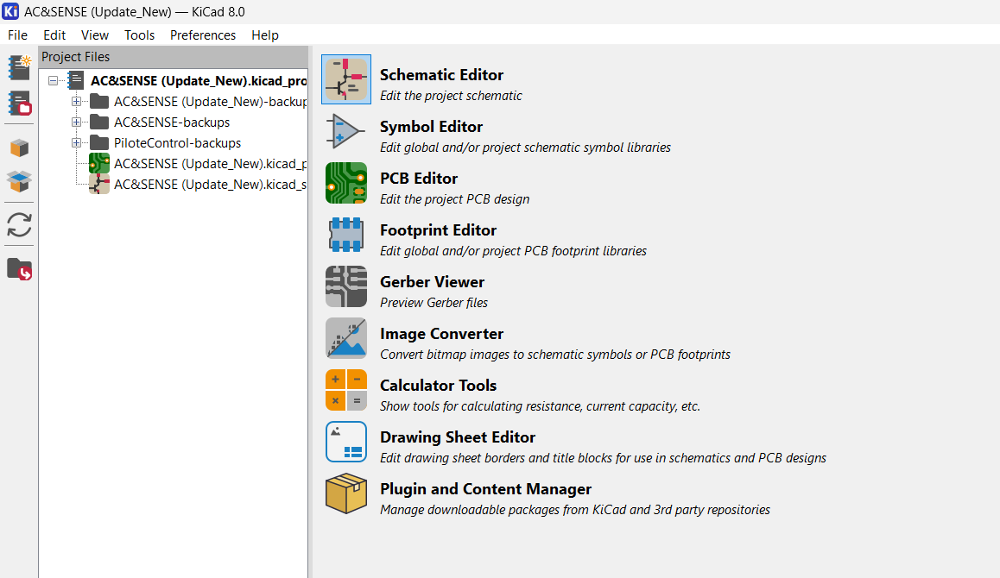 Ki AC&SENSE (Update_New) — KiCad 8.0
File Edit View Tools Preferences Help
Project Files
AC&SENSE (Update_New).kicad_pro
AC&SENSE (Update_New)-backup
AC&SENSE-backups
PiloteControl-backups
AC&SENSE (Update_New).kicad_p
AC&SENSE (Update_New).kicad_s
Schematic Editor
Edit the project schematic
Symbol Editor
Edit global and/or project schematic symbol libraries
PCB Editor
Edit the project PCB design
Footprint Editor
Edit global and/or project PCB footprint libraries
Gerber Viewer
Preview Gerber files
Image Converter
Convert bitmap images to schematic symbols or PCB footprints
Calculator Tools
Show tools for calculating resistance, current capacity, etc.
Drawing Sheet Editor
Edit drawing sheet borders and title blocks for use in schematics and PCB designs
Plugin and Content Manager
Manage downloadable packages from KiCad and 3rd party repositories